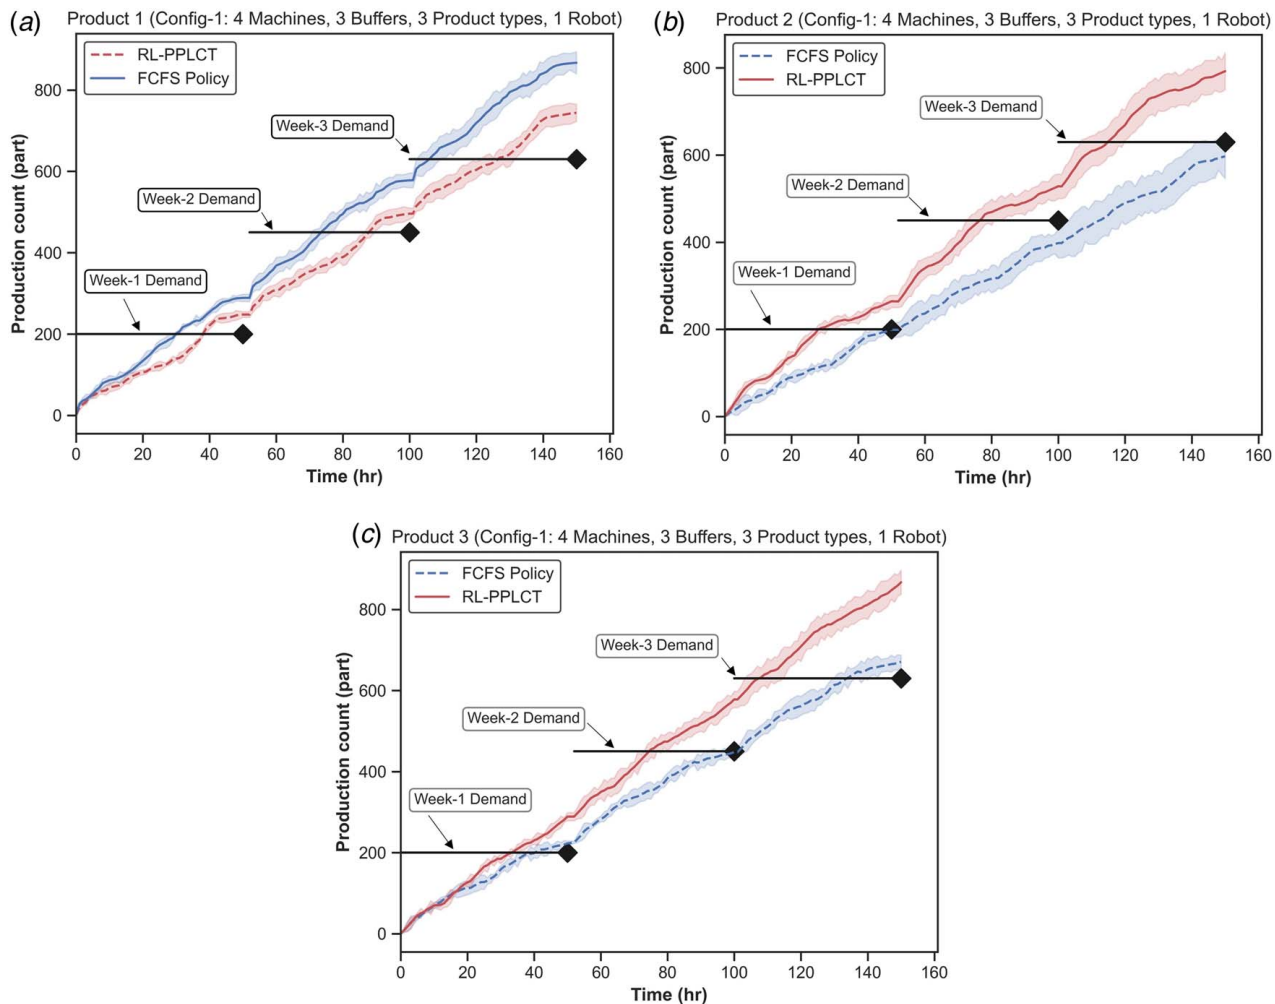 (a) Product 1 (Config-1: 4 Machines, 3 Buffers, 3 Product types, 1 Robot)
RL-PPLCT
FCFS Policy
Week-3 Demand
Week-2 Demand
Week-1 Demand
Production count (part)
800
600
400
200
0
0 20 40 60 80 100 120 140 160
Time (hr)
(b) Product 2 (Config-1: 4 Machines, 3 Buffers, 3 Product types, 1 Robot)
FCFS Policy
RL-PPLCT
Week-3 Demand
Week-2 Demand
Week-1 Demand
Production count (part)
800
600
400
200
0
0 20 40 60 80 100 120 140 160
Time (hr)
(c) Product 3 (Config-1: 4 Machines, 3 Buffers, 3 Product types, 1 Robot)
FCFS Policy
RL-PPLCT
Week-3 Demand
Week-2 Demand
Week-1 Demand
Production count (part)
800
600
400
200
0
0 20 40 60 80 100 120 140 160
Time (hr)